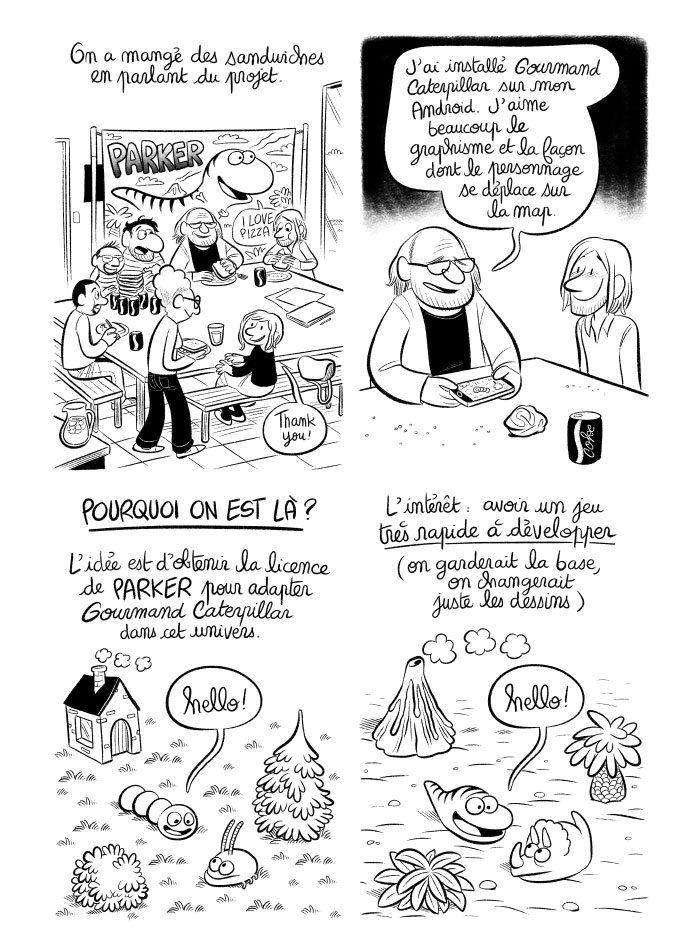 On a mangé des sandwiches
en parlant du projet.
PARKER
I LOVE
PIZZA
Thank
you!
J'ai installé Gourmand
Caterpillar sur mon
Android. J'aime
beaucoup le
graphisme et la façon
dont le personnage
se déplace sur
la map.
coke
POURQUOI ON EST LÀ?
L'idée est d'obtenir la licence
de PARKER pour adapter
Gourmand Caterpillar
dans cet univers.
hello!
L'intérêt : avoir un jeu
très rapide à développer
(on garderait la base,
on changerait
juste les dessins)
hello!